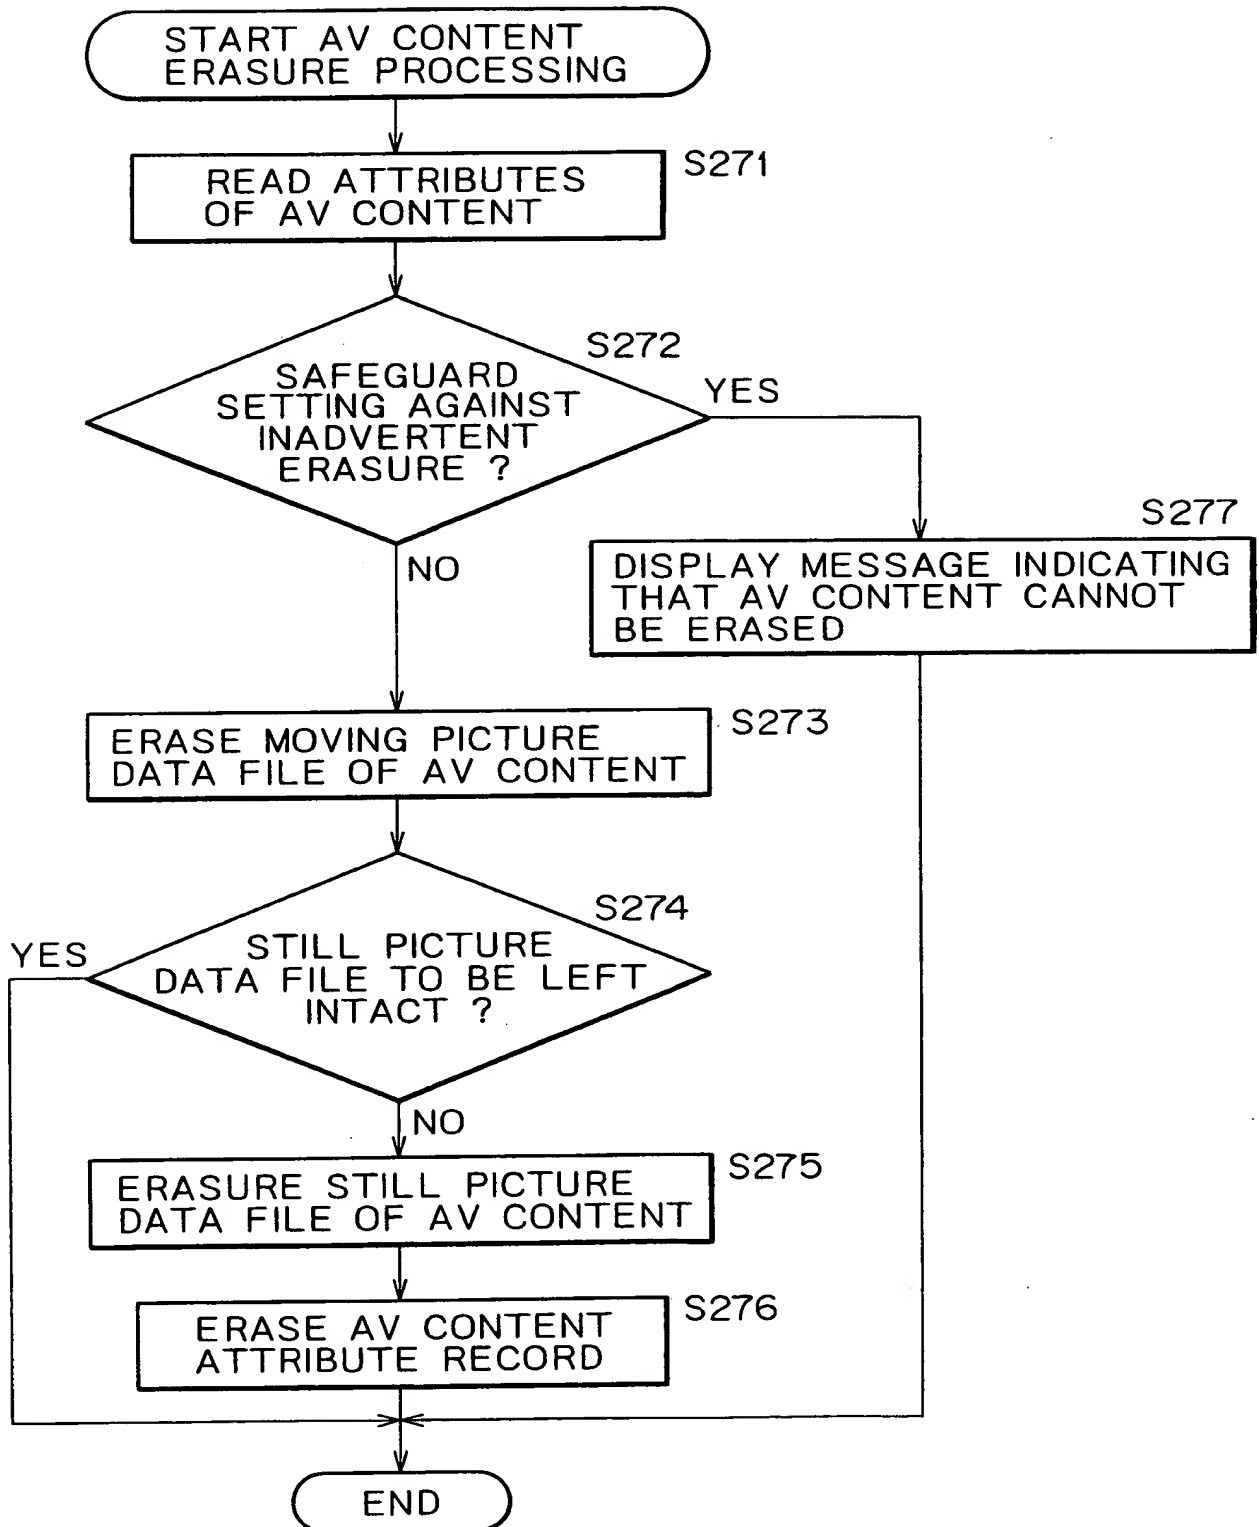 START AV CONTENT
ERASURE PROCESSING
S271
READ ATTRIBUTES
OF AV CONTENT
S272
SAFEGUARD
SETTING AGAINST
INADVERTENT
ERASURE ?
YES
NO
S277
DISPLAY MESSAGE INDICATING
THAT AV CONTENT CANNOT
BE ERASED
S273
ERASE MOVING PICTURE
DATA FILE OF AV CONTENT
S274
YES
STILL PICTURE
DATA FILE TO BE LEFT
INTACT ?
NO
S275
ERASURE STILL PICTURE
DATA FILE OF AV CONTENT
S276
ERASE AV CONTENT
ATTRIBUTE RECORD
END